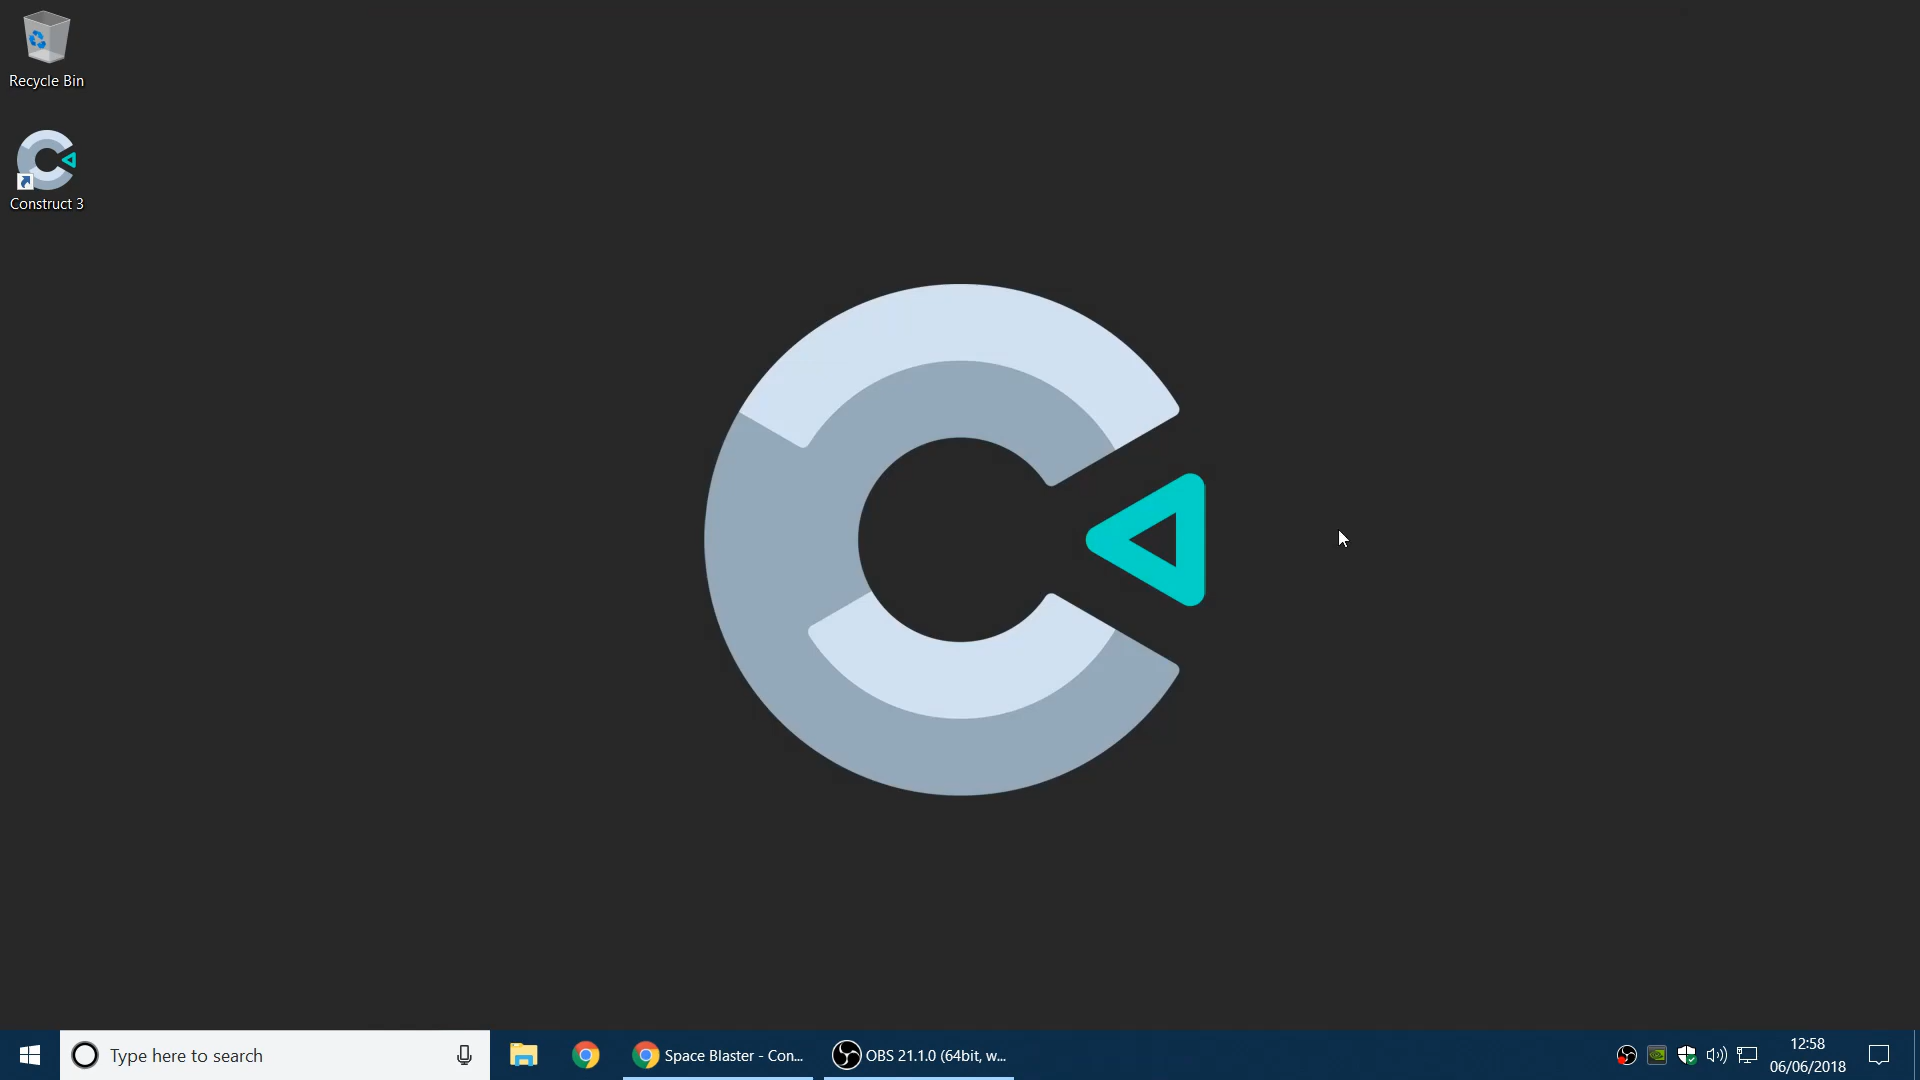 Recycle Bin
Construct 3
Type here to search
Space Blaster - Con...
OBS 21.1.0 (64bit, w...
12:58
06/06/2018